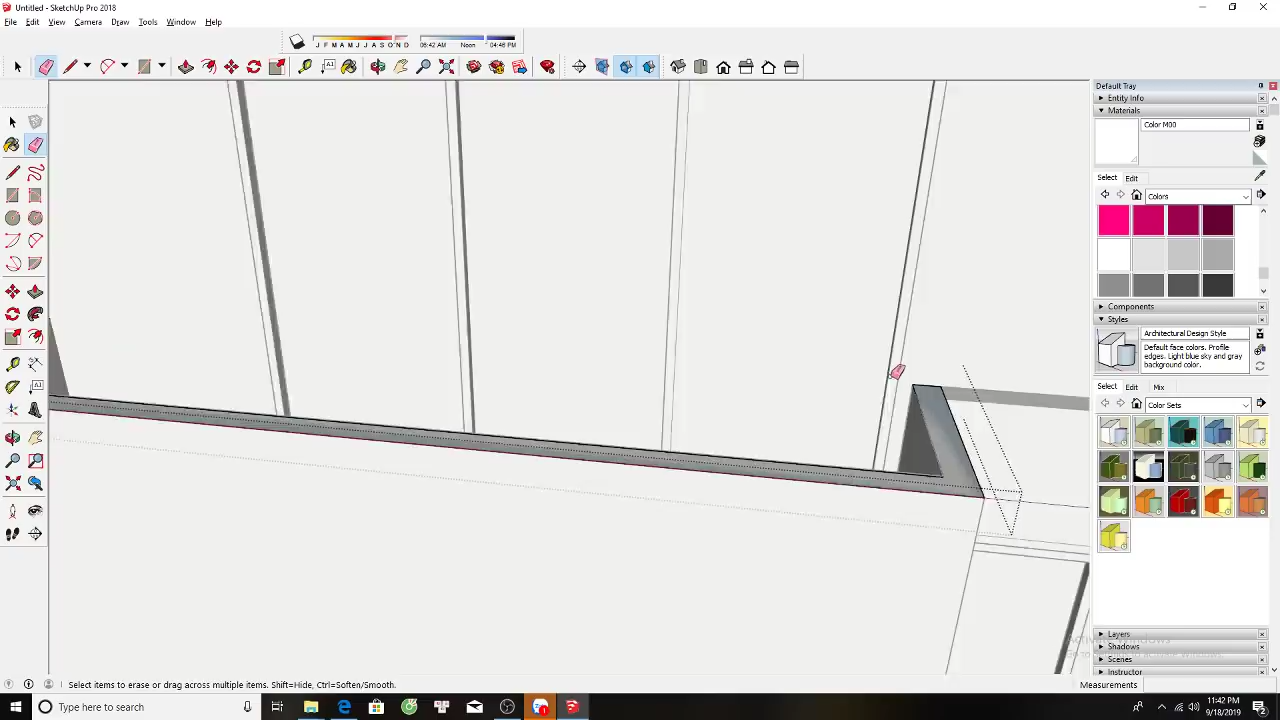 Untitled - SketchUp Pro 2018
File Edit View Camera Draw Tools Window Help
J F M A M J J A S O N D
06:42 AM Noon 04:46 PM
Default Tray
Entity Info
Materials
Color M00
Select Edit
Colors
Components
Styles
Architectural Design Style
Default face colors. Profile
edges. Light blue sky and gray
background color.
Select Edit Mix
Color Sets
Layers
Activate Windows
Shadows
Scenes
Instructor
Select items to erase or drag across multiple items. Shift=Hide, Ctrl=Soften/Smooth.
Measurements
Type here to search
11:42 PM
9/18/2019